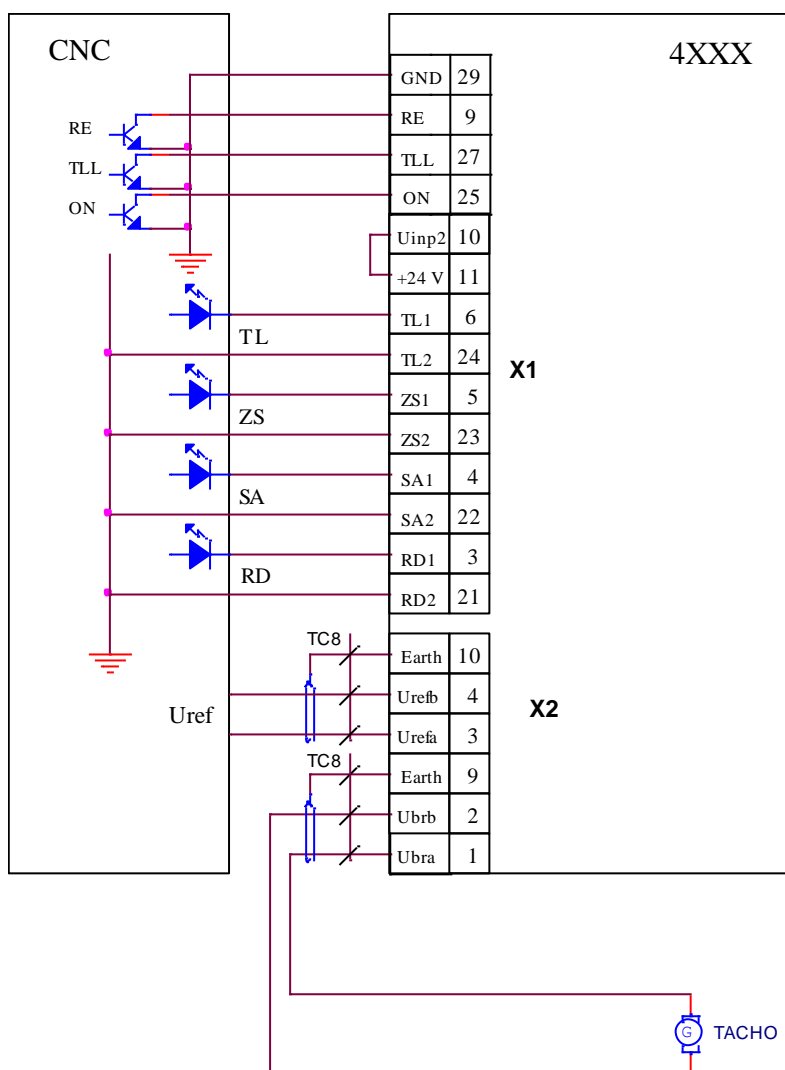 CNC 4XXX
GND 29
RE RE 9
TLL TLL 27
ON ON 25
Uinp2 10
+24 V 11
TL1 6
TL
TL2 24
X1
ZS1 5
ZS
ZS2 23
SA1 4
SA
SA2 22
RD1 3
RD
RD2 21
TC8
Earth 10
Urefb 4
X2
Uref
Urefa 3
TC8
Earth 9
Ubrb 2
Ubra 1
G TACHO